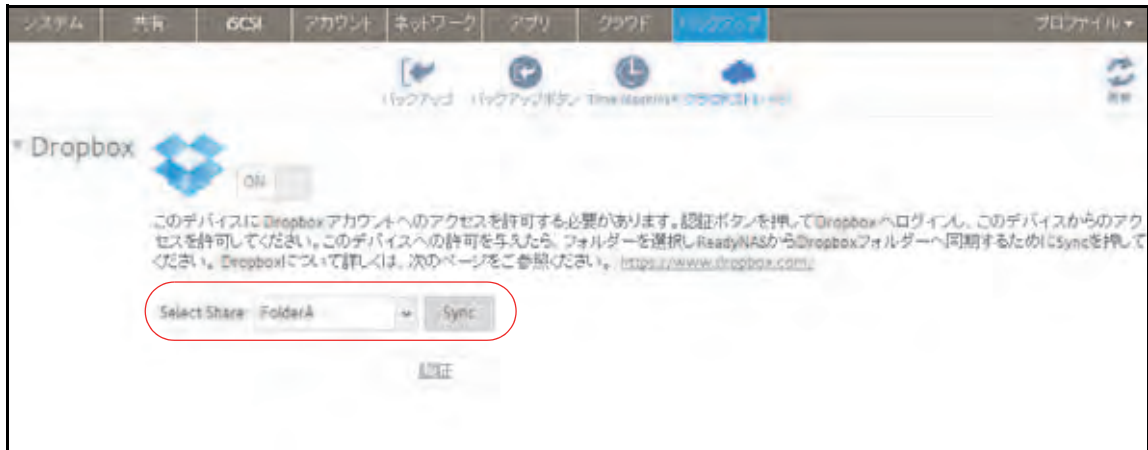 システム 共有 iSCSI アカウント ネットワーク アプリ クラウド バックアップ プロファイル
バックアップ バックアップボタン Time Machine クラウドストレージ 更新
Dropbox
ON
このデバイスに Dropbox アカウントへのアクセスを許可する必要があります。認証ボタンを押してDropboxへログインし、このデバイスからのアク
セスを許可してください。このデバイスへの許可を与えたら、フォルダーを選択しReadyNASからDropboxフォルダーへ同期するためにSyncを押して
ください。Dropboxについて詳しくは、次のページをご参照ください。 https://www.dropbox.com/
Select Share FolderA Sync
認証